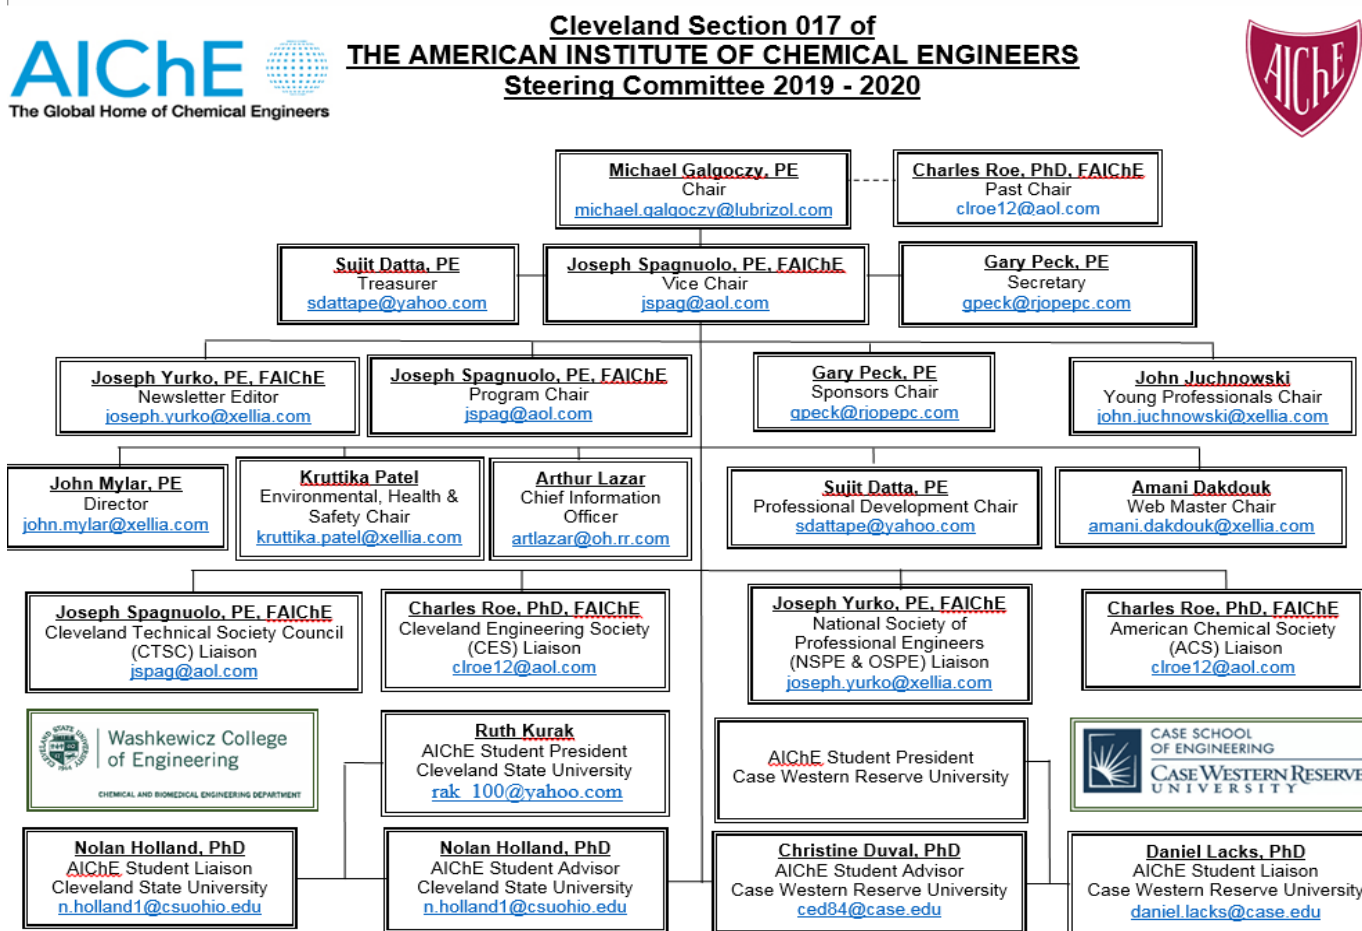 Cleveland Section 017 of
THE AMERICAN INSTITUTE OF CHEMICAL ENGINEERS
Steering Committee 2019 - 2020
AIChE
The Global Home of Chemical Engineers
AIChE
Michael Galgoczy, PE
Chair
michael.galgoczy@lubrizol.com
Charles Roe, PhD, FAIChE
Past Chair
clroe12@aol.com
Sujit Datta, PE
Treasurer
sdattape@yahoo.com
Joseph Spagnuolo, PE, FAIChE
Vice Chair
jspag@aol.com
Gary Peck, PE
Secretary
gpeck@rjopepc.com
Joseph Yurko, PE, FAIChE
Newsletter Editor
joseph.yurko@xellia.com
Joseph Spagnuolo, PE, FAIChE
Program Chair
jspag@aol.com
Gary Peck, PE
Sponsors Chair
gpeck@rjopepc.com
John Juchnowski
Young Professionals Chair
john.juchnowski@xellia.com
John Mylar, PE
Director
john.mylar@xellia.com
Kruttika Patel
Environmental, Health &
Safety Chair
kruttika.patel@xellia.com
Arthur Lazar
Chief Information
Officer
artlazar@oh.rr.com
Sujit Datta, PE
Professional Development Chair
sdattape@yahoo.com
Amani Dakdouk
Web Master Chair
amani.dakdouk@xellia.com
Joseph Spagnuolo, PE, FAIChE
Cleveland Technical Society Council
(CTSC) Liaison
jspag@aol.com
Charles Roe, PhD, FAIChE
Cleveland Engineering Society
(CES) Liaison
clroe12@aol.com
Joseph Yurko, PE, FAIChE
National Society of
Professional Engineers
(NSPE & OSPE) Liaison
joseph.yurko@xellia.com
Charles Roe, PhD, FAIChE
American Chemical Society
(ACS) Liaison
clroe12@aol.com
CLEVELAND STATE UNIVERSITY
1964
Washkewicz College
of Engineering
CHEMICAL AND BIOMEDICAL ENGINEERING DEPARTMENT
Ruth Kurak
AIChE Student President
Cleveland State University
rak_100@yahoo.com
AIChE Student President
Case Western Reserve University
CASE SCHOOL
OF ENGINEERING
CASE WESTERN RESERVE
UNIVERSITY
Nolan Holland, PhD
AIChE Student Liaison
Cleveland State University
n.holland1@csuohio.edu
Nolan Holland, PhD
AIChE Student Advisor
Cleveland State University
n.holland1@csuohio.edu
Christine Duval, PhD
AIChE Student Advisor
Case Western Reserve University
ced84@case.edu
Daniel Lacks, PhD
AIChE Student Liaison
Case Western Reserve University
daniel.lacks@case.edu